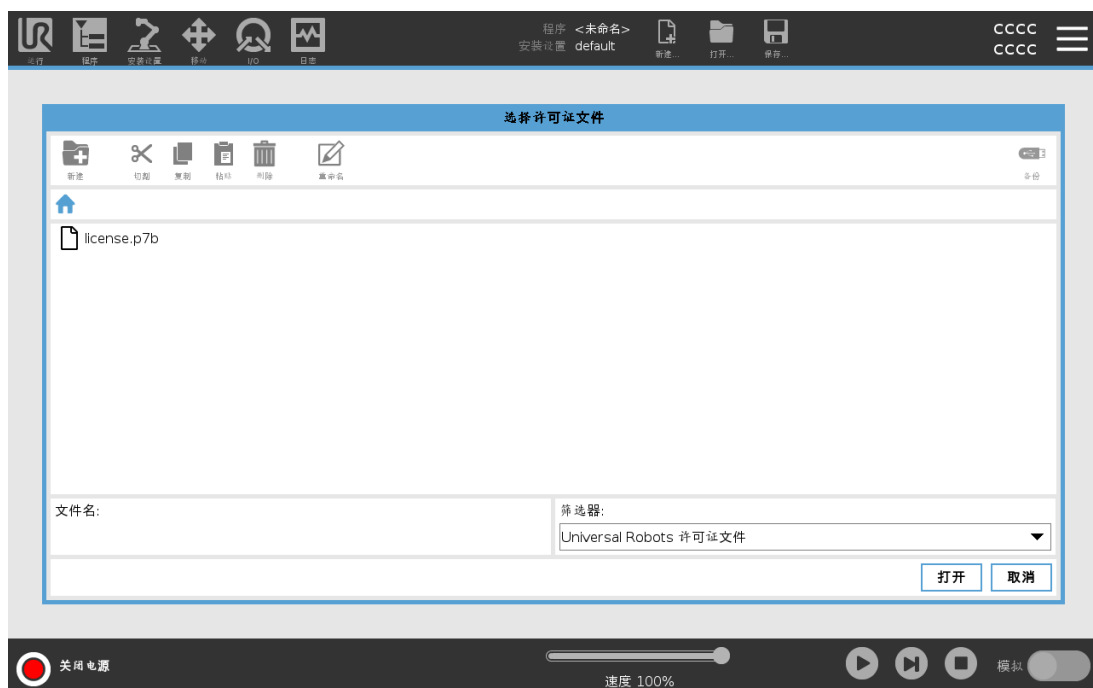 程序 <未命名>
安装设置 default
cccc
cccc
运行
程序
安装设置
移动
I/O
日志
新建...
打开...
保存...
选择许可证文件
新建
切割
复制
粘贴
删除
重命名
备份
license.p7b
文件名:
筛选器:
Universal Robots 许可证文件
打开
取消
关闭电源
速度 100%
模拟